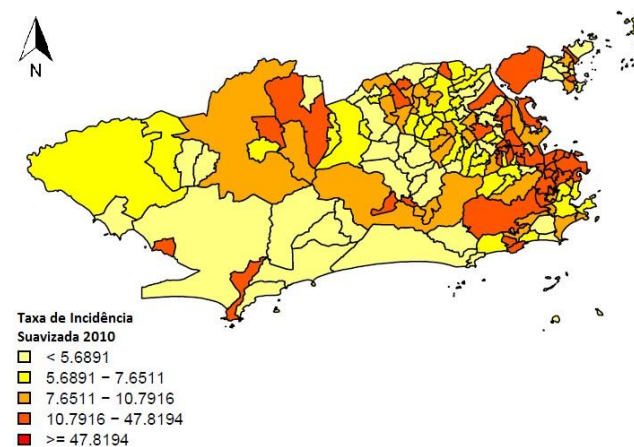 N
Taxa de Incidência
Suavizada 2010
< 5.6891
5.6891 – 7.6511
7.6511 – 10.7916
10.7916 – 47.8194
>= 47.8194